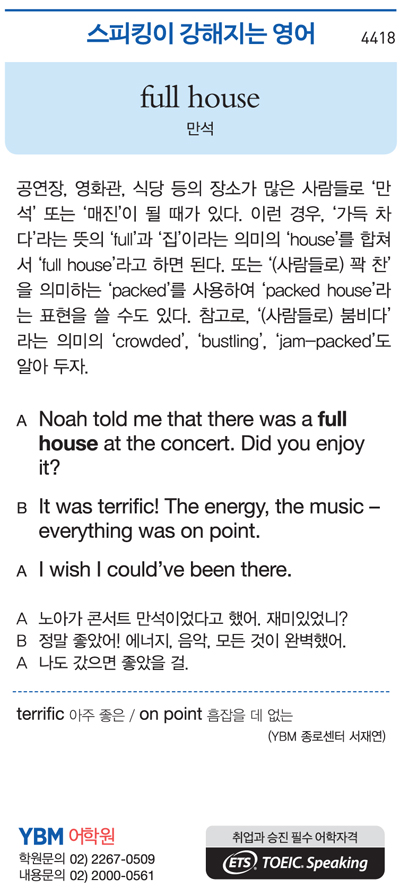 스피킹이 강해지는 영어 4418
full house
만석
공연장, 영화관, 식당 등의 장소가 많은 사람들로 ‘만
석’ 또는 ‘매진’이 될 때가 있다. 이런 경우, ‘가득 차
다’라는 뜻의 ‘full’과 ‘집’이라는 의미의 ‘house’를 합쳐
서 ‘full house’라고 하면 된다. 또는 ‘(사람들로) 꽉 찬’
을 의미하는 ‘packed’를 사용하여 ‘packed house’라
는 표현을 쓸 수도 있다. 참고로, ‘(사람들로) 붐비다’
라는 의미의 ‘crowded’, ‘bustling’, ‘jam-packed’도
알아 두자.
A Noah told me that there was a full
house at the concert. Did you enjoy
it?
B It was terrific! The energy, the music –
everything was on point.
A I wish I could’ve been there.
A 노아가 콘서트 만석이었다고 했어. 재미있었니?
B 정말 좋았어! 에너지, 음악, 모든 것이 완벽했어.
A 나도 갔으면 좋았을 걸.
terrific 아주 좋은 / on point 흠잡을 데 없는
(YBM 종로센터 서재연)
YBM 어학원
학원문의 02) 2267-0509
내용문의 02) 2000-0561
취업과 승진 필수 어학자격
ETS TOEIC Speaking